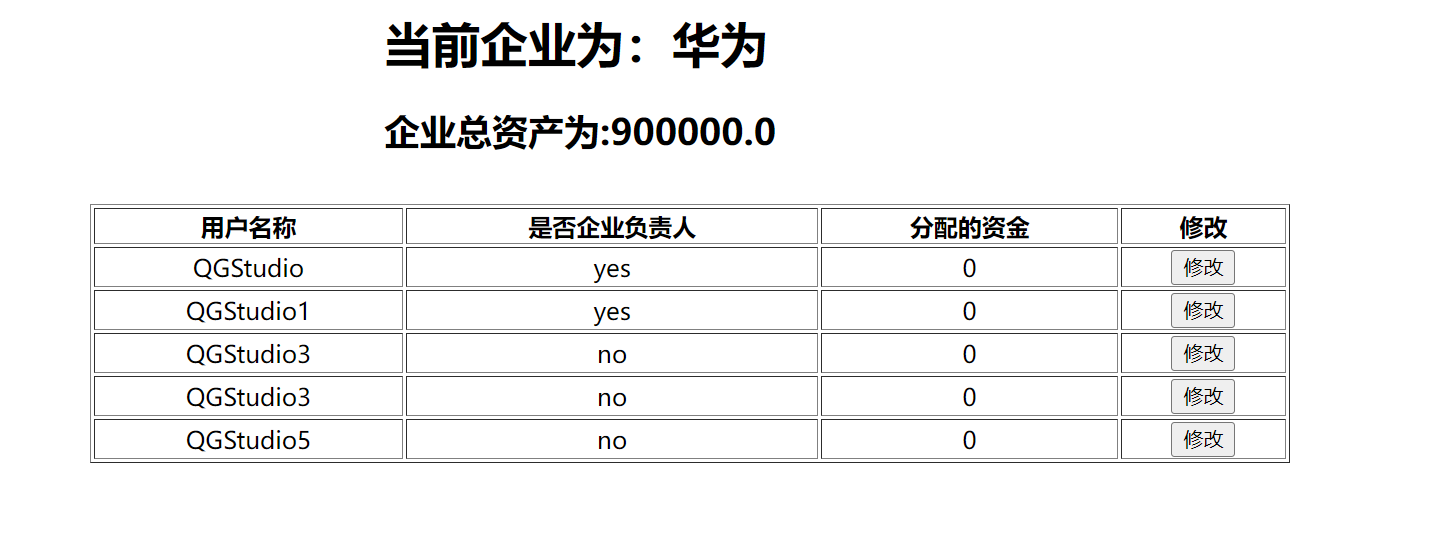 当前企业为：华为
企业总资产为:900000.0
用户名称 是否企业负责人 分配的资金 修改
QGStudio yes 0 修改
QGStudio1 yes 0 修改
QGStudio3 no 0 修改
QGStudio3 no 0 修改
QGStudio5 no 0 修改